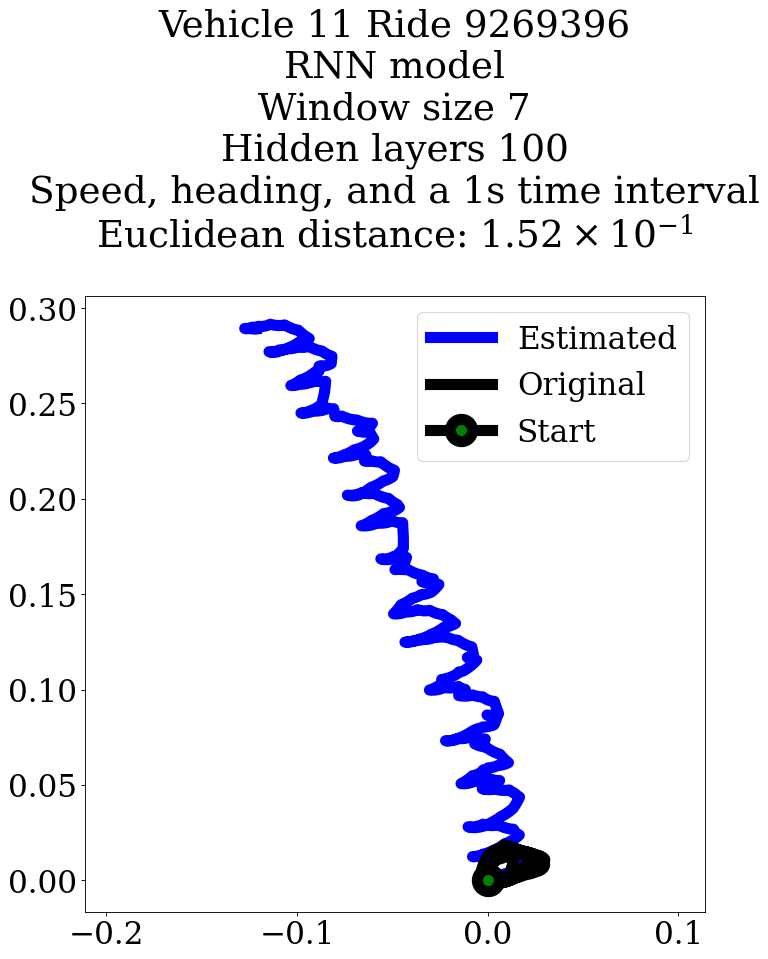 Vehicle 11 Ride 9269396
RNN model
Window size 7
Hidden layers 100
Speed, heading, and a 1s time interval
Euclidean distance: 1.52 × 10⁻¹
0.30
0.25
0.20
0.15
0.10
0.05
0.00
Estimated
Original
Start
−0.2 −0.1 0.0 0.1